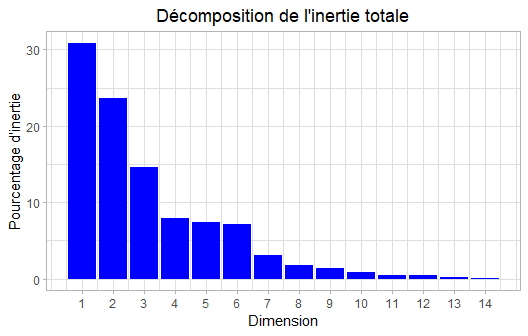 Décomposition de l'inertie totale
Pourcentage d'inertie
30
20
10
0
1 2 3 4 5 6 7 8 9 10 11 12 13 14
Dimension